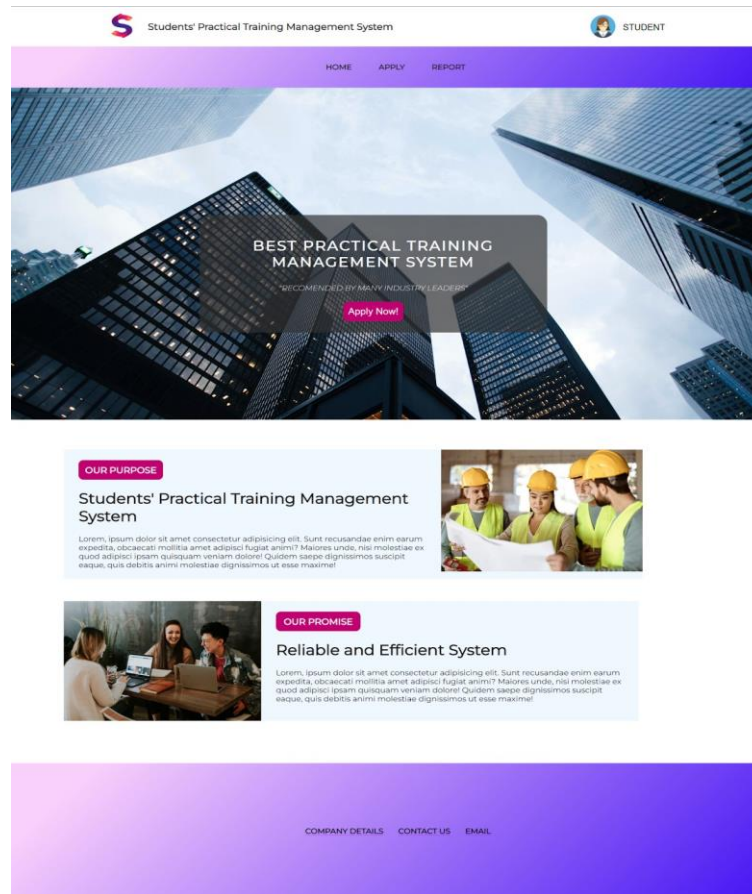 Students' Practical Training Management System
STUDENT
HOME APPLY REPORT
BEST PRACTICAL TRAINING
MANAGEMENT SYSTEM
"RECOMENDED BY MANY INDUSTRY LEADERS"
Apply Now!
OUR PURPOSE
Students' Practical Training Management
System
Lorem, ipsum dolor sit amet consectetur adipisicing elit. Sunt recusandae enim earum
expedita, obcaecati mollitia amet adipisci fugiat animi? Maiores unde, nisi molestiae ex
quod adipisci ipsam quisquam veniam dolore! Quidem saepe dignissimos suscipit
eaque, quis debitis animi molestiae dignissimos ut esse maxime!
OUR PROMISE
Reliable and Efficient System
Lorem, ipsum dolor sit amet consectetur adipisicing elit. Sunt recusandae enim earum
expedita, obcaecati mollitia amet adipisci fugiat animi? Maiores unde, nisi molestiae ex
quod adipisci ipsam quisquam veniam dolore! Quidem saepe dignissimos suscipit
eaque, quis debitis animi molestiae dignissimos ut esse maxime!
COMPANY DETAILS CONTACT US EMAIL